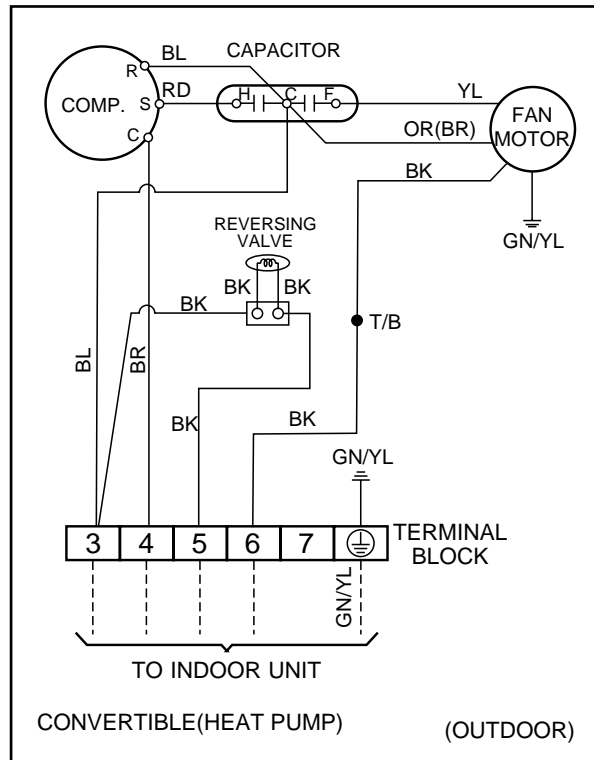 BL
CAPACITOR
R
RD
H
C
F
YL
COMP.
S
FAN
MOTOR
OR(BR)
C
BK
REVERSING
VALVE
GN/YL
BK
BK
BK
T/B
BL
BR
BK
BK
GN/YL
3
4
5
6
7
TERMINAL
BLOCK
GN/YL
TO INDOOR UNIT
CONVERTIBLE(HEAT PUMP)
(OUTDOOR)